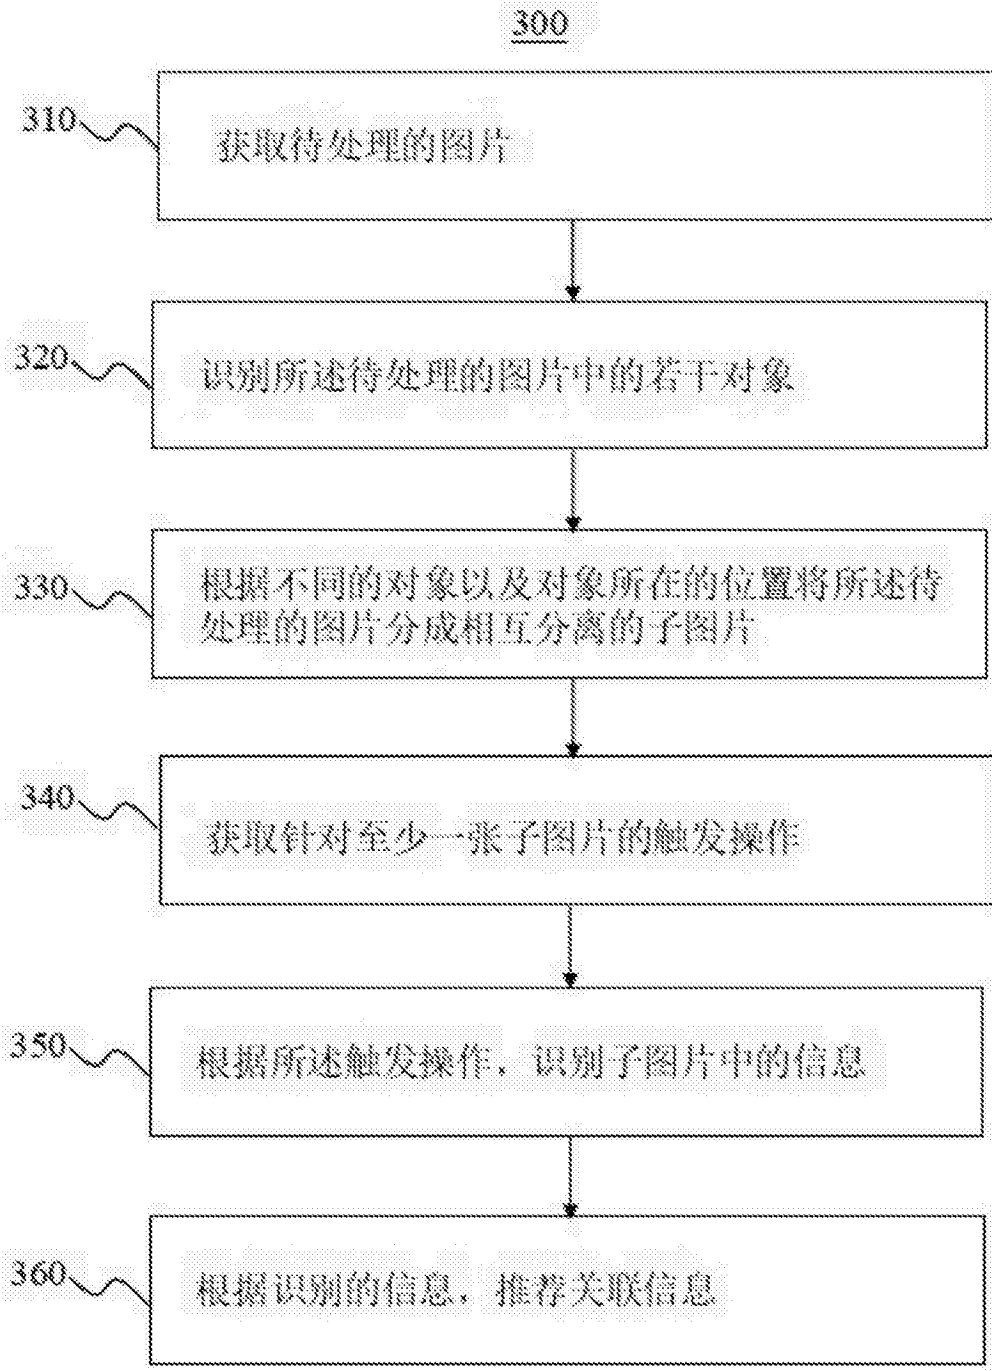 300
310
获取待处理的图片
320
识别所述待处理的图片中的若干对象
330
根据不同的对象以及对象所在的位置将所述待
处理的图片分成相互分离的子图片
340
获取针对至少一张子图片的触发操作
350
根据所述触发操作，识别子图片中的信息
360
根据识别的信息，推荐关联信息